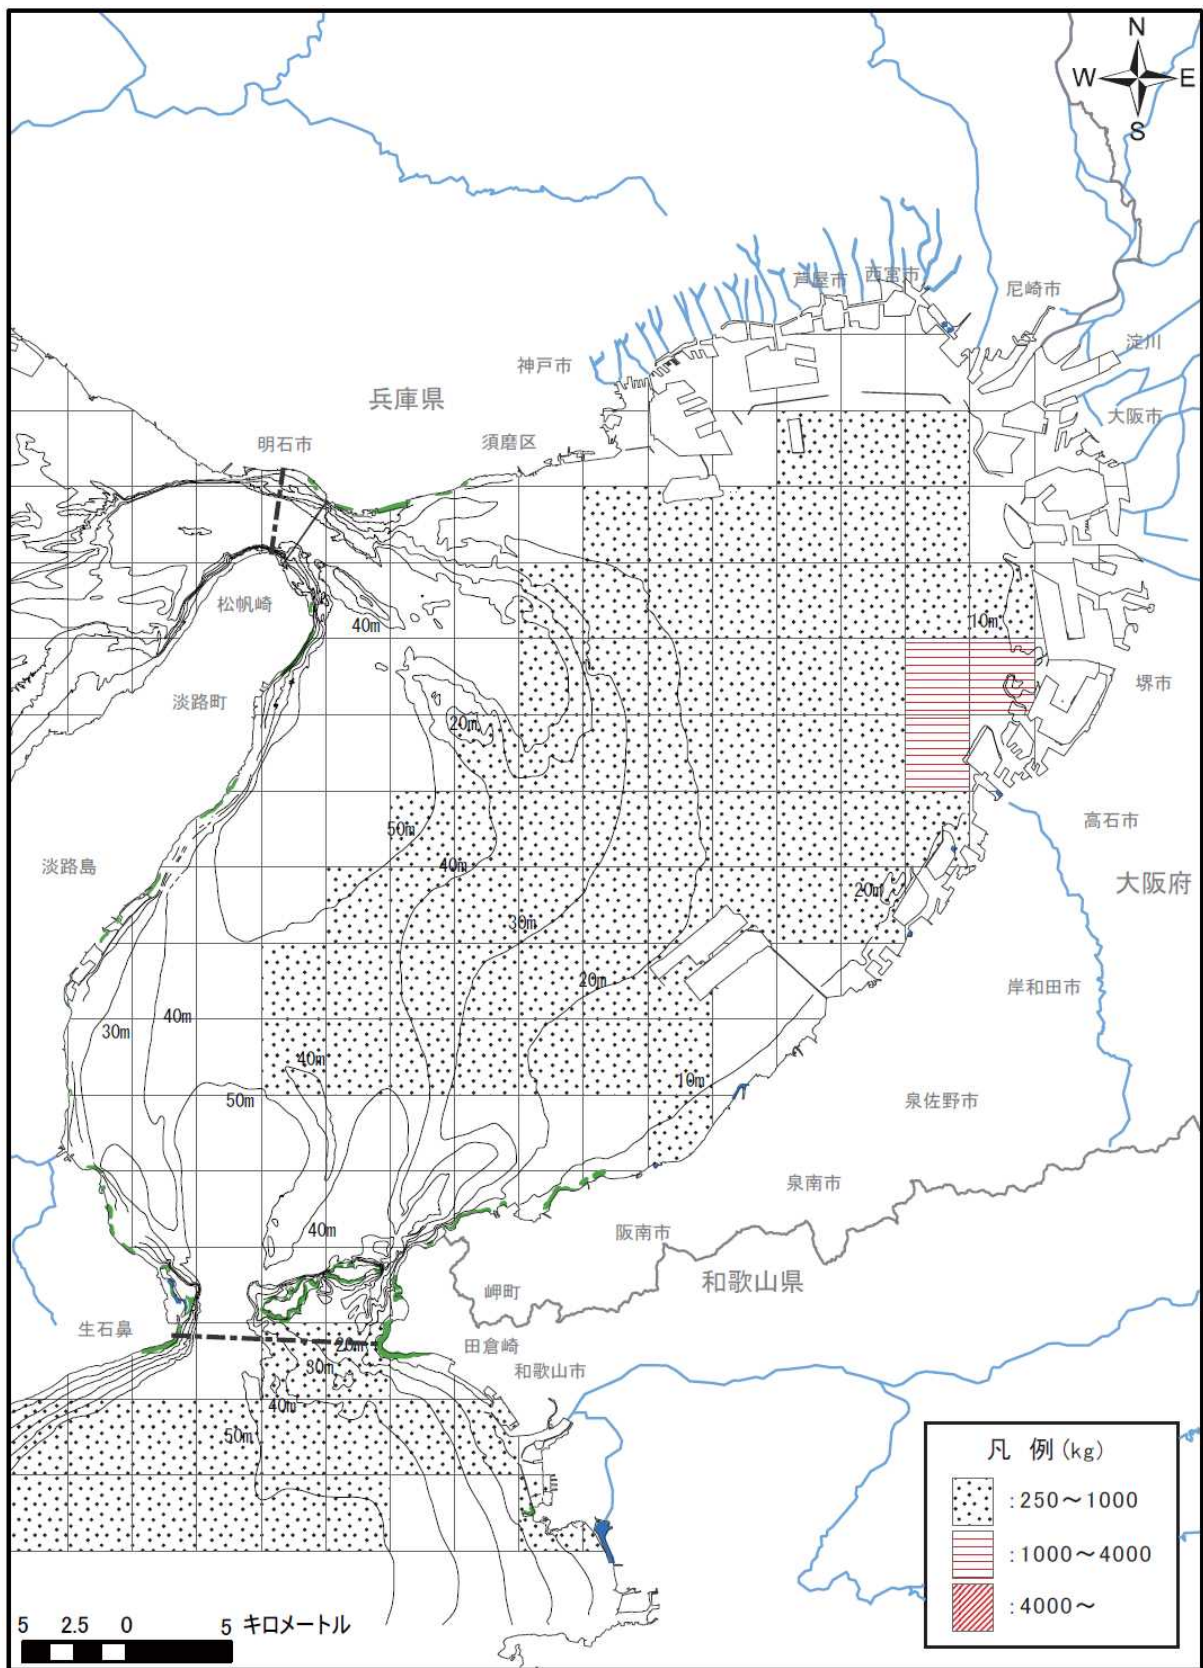 N
W
E
S
芦屋市
西宮市
尼崎市
淀川
神戸市
兵庫県
大阪市
明石市
須磨区
松帆崎
40m
10m
淡路町
堺市
20m
50m
高石市
淡路島
40m
大阪府
20m
30m
20m
岸和田市
30m
40m
40m
50m
10m
泉佐野市
泉南市
40m
阪南市
岬町
和歌山県
生石鼻
20m
田倉崎
30m
和歌山市
40m
50m
凡 例(kg)
:250～1000
:1000～4000
:4000～
5 2.5 0 5 キロメートル